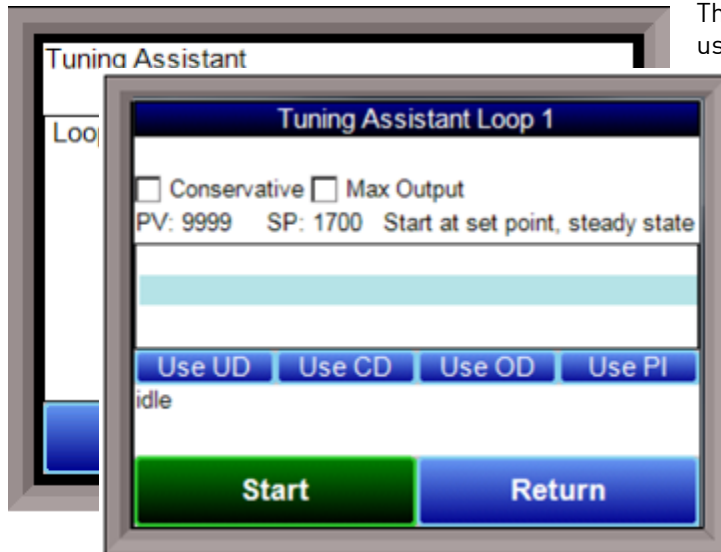 Tuning Assistant
Tuning Assistant Loop 1
Conservative Max Output
PV: 9999 SP: 1700 Start at set point, steady state
Use UD Use CD Use OD Use PI
idle
Start Return